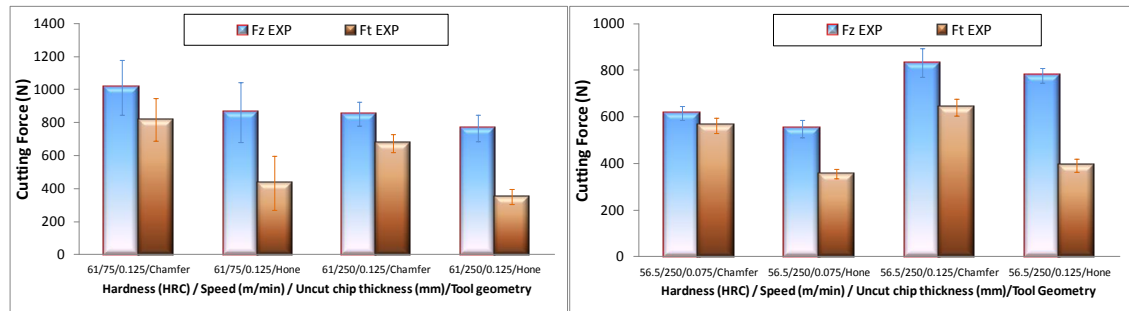 1400
1200
1000
800
600
400
200
0
Cutting Force (N)
Fz EXP Ft EXP
61/75/0.125/Chamfer 61/75/0.125/Hone 61/250/0.125/Chamfer 61/250/0.125/Hone
Hardness (HRC) / Speed (m/min) / Uncut chip thickness (mm)/Tool geometry
1000
800
600
400
200
0
Cutting Force (N)
Fz EXP Ft EXP
56.5/250/0.075/Chamfer 56.5/250/0.075/Hone 56.5/250/0.125/Chamfer 56.5/250/0.125/Hone
Hardness (HRC) / Speed (m/min) / Uncut chip thickness (mm)/Tool Geometry